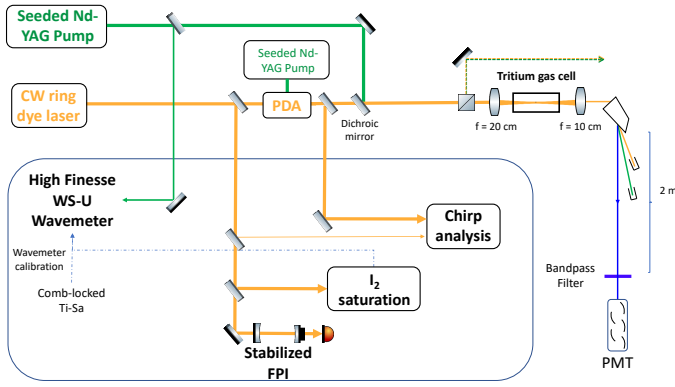 Seeded Nd-
YAG Pump
Seeded Nd-
YAG Pump
CW ring
dye laser
PDA
Dichroic
mirror
Tritium gas cell
f = 20 cm
f = 10 cm
2 m
High Finesse
WS-U
Wavemeter
Wavemeter
calibration
Comb-locked
Ti-Sa
Chirp
analysis
I2
saturation
Stabilized
FPI
Bandpass
Filter
PMT